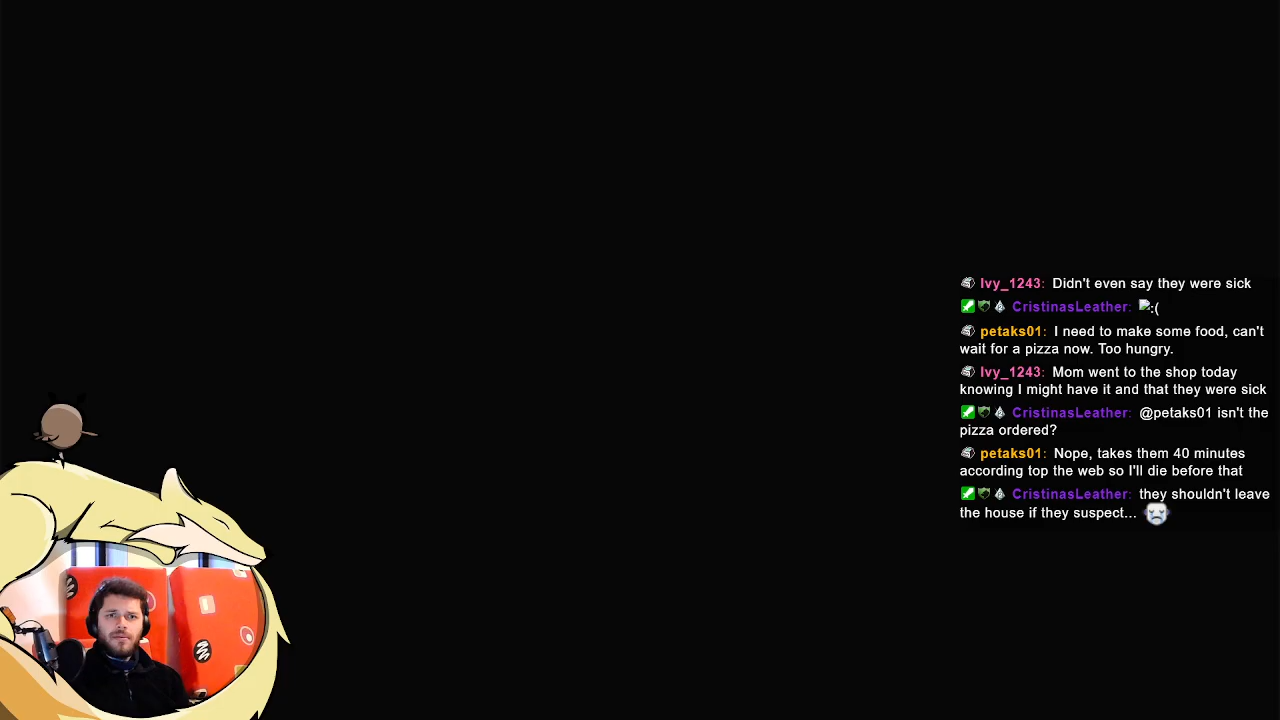 Ivy_1243: Didn't even say they were sick
CristinasLeather: :(
petaks01: I need to make some food, can't
wait for a pizza now. Too hungry.
Ivy_1243: Mom went to the shop today
knowing I might have it and that they were sick
CristinasLeather: @petaks01 isn't the
pizza ordered?
petaks01: Nope, takes them 40 minutes
according top the web so I'll die before that
CristinasLeather: they shouldn't leave
the house if they suspect...